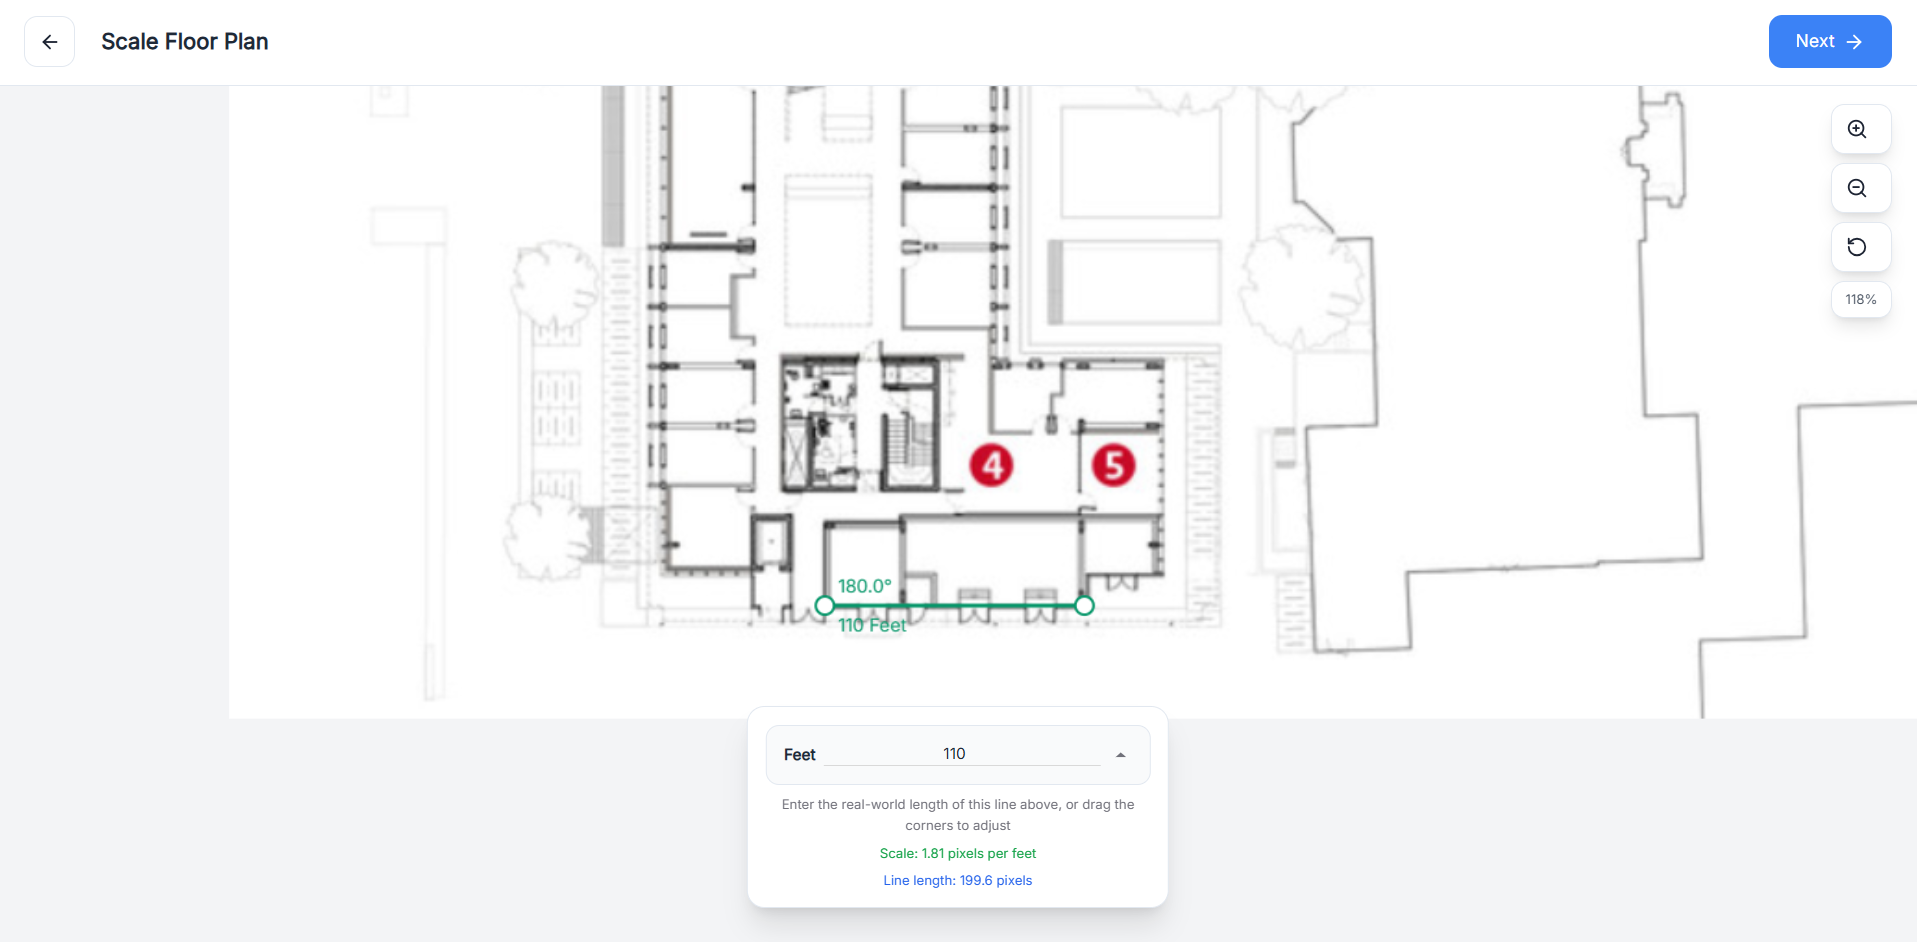 Scale Floor Plan
Next
118%
4
5
180.0°
110 Feet
Feet
110
Enter the real-world length of this line above, or drag the
corners to adjust
Scale: 1.81 pixels per feet
Line length: 199.6 pixels